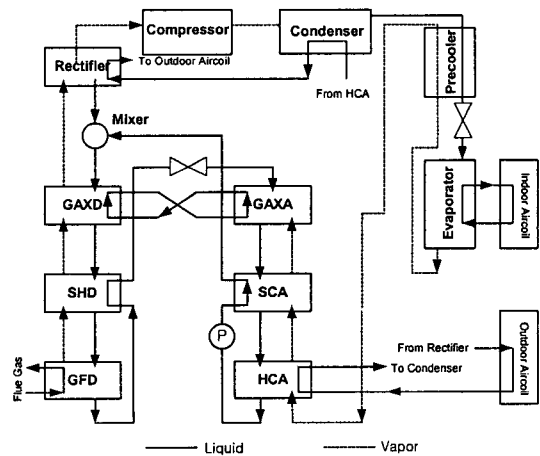 Compressor
Condenser
Precooler
Rectifier
To Outdoor Aircoil
From HCA
Mixer
GAXD
GAXA
Evaporator
Indoor Aircoil
SHD
SCA
P
Flue Gas
GFD
HCA
From Rectifier
To Condenser
Outdoor Aircoil
Liquid
Vapor